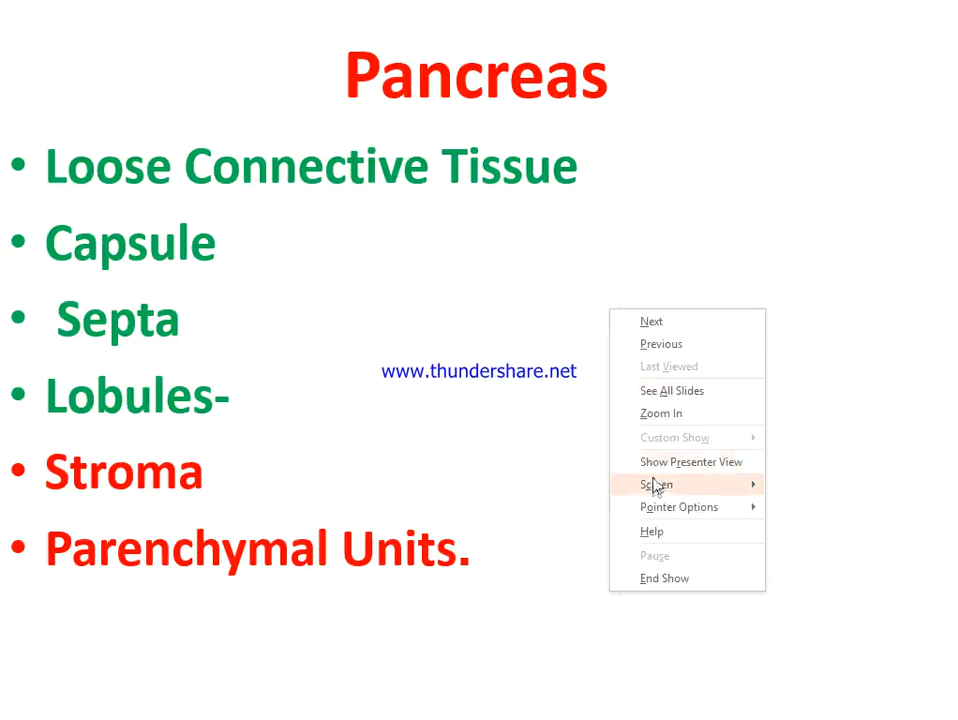 Pancreas
• Loose Connective Tissue
• Capsule
• Septa
• Lobules-
• Stroma
• Parenchymal Units.
www.thundershare.net
Next
Previous
Last Viewed
See All Slides
Zoom In
Custom Show
Show Presenter View
Screen
Pointer Options
Help
Pause
End Show